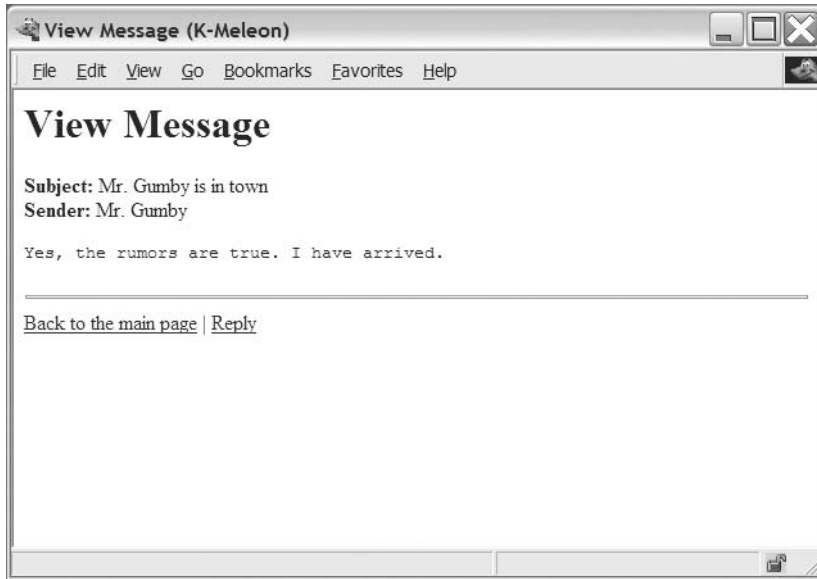 View Message (K-Meleon)
File Edit View Go Bookmarks Favorites Help
View Message
Subject: Mr. Gumby is in town
Sender: Mr. Gumby
Yes, the rumors are true. I have arrived.
Back to the main page | Reply